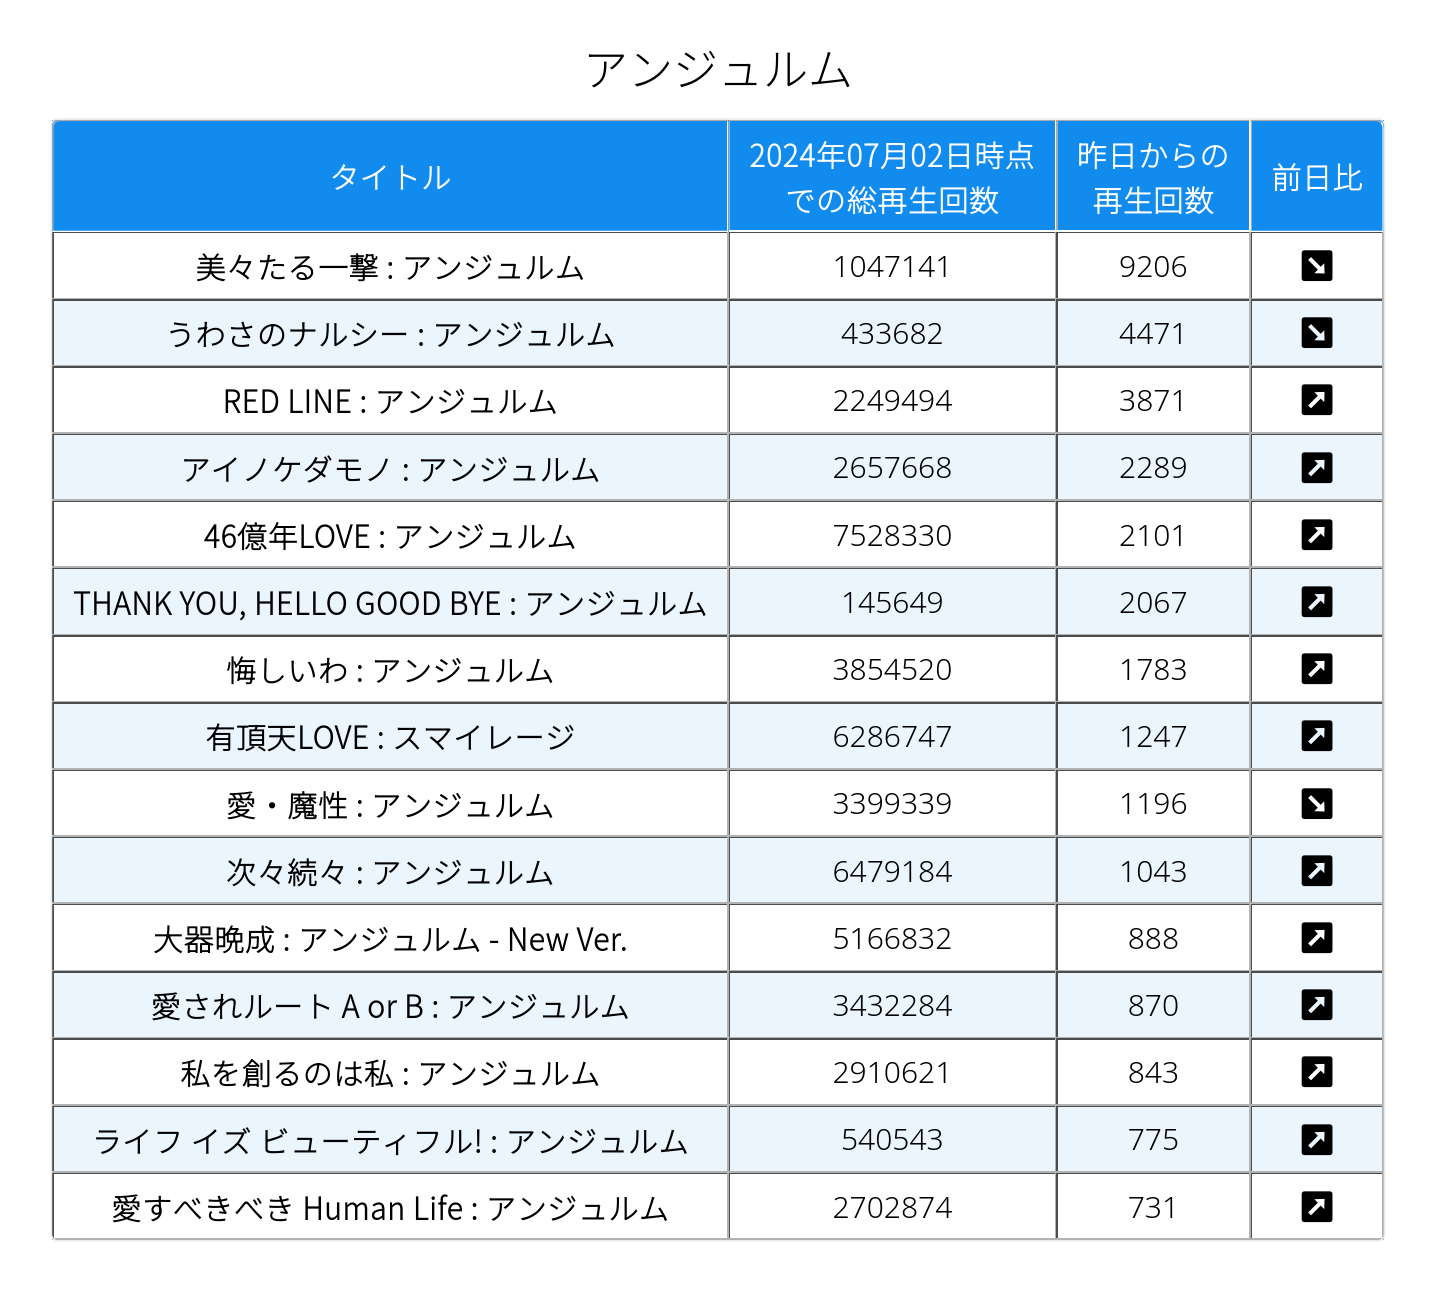 アンジュルム
タイトル 2024年07月02日時点での総再生回数 昨日からの再生回数 前日比
美々たる一撃 : アンジュルム 1047141 9206 ↘
うわさのナルシー : アンジュルム 433682 4471 ↘
RED LINE : アンジュルム 2249494 3871 ↗
アイノケダモノ : アンジュルム 2657668 2289 ↗
46億年LOVE : アンジュルム 7528330 2101 ↗
THANK YOU, HELLO GOOD BYE : アンジュルム 145649 2067 ↗
悔しいわ : アンジュルム 3854520 1783 ↗
有頂天LOVE : スマイレージ 6286747 1247 ↗
愛・魔性 : アンジュルム 3399339 1196 ↘
次々続々 : アンジュルム 6479184 1043 ↗
大器晩成 : アンジュルム - New Ver. 5166832 888 ↗
愛されルート A or B : アンジュルム 3432284 870 ↗
私を創るのは私 : アンジュルム 2910621 843 ↗
ライフ イズ ビューティフル! : アンジュルム 540543 775 ↗
愛すべきべき Human Life : アンジュルム 2702874 731 ↗